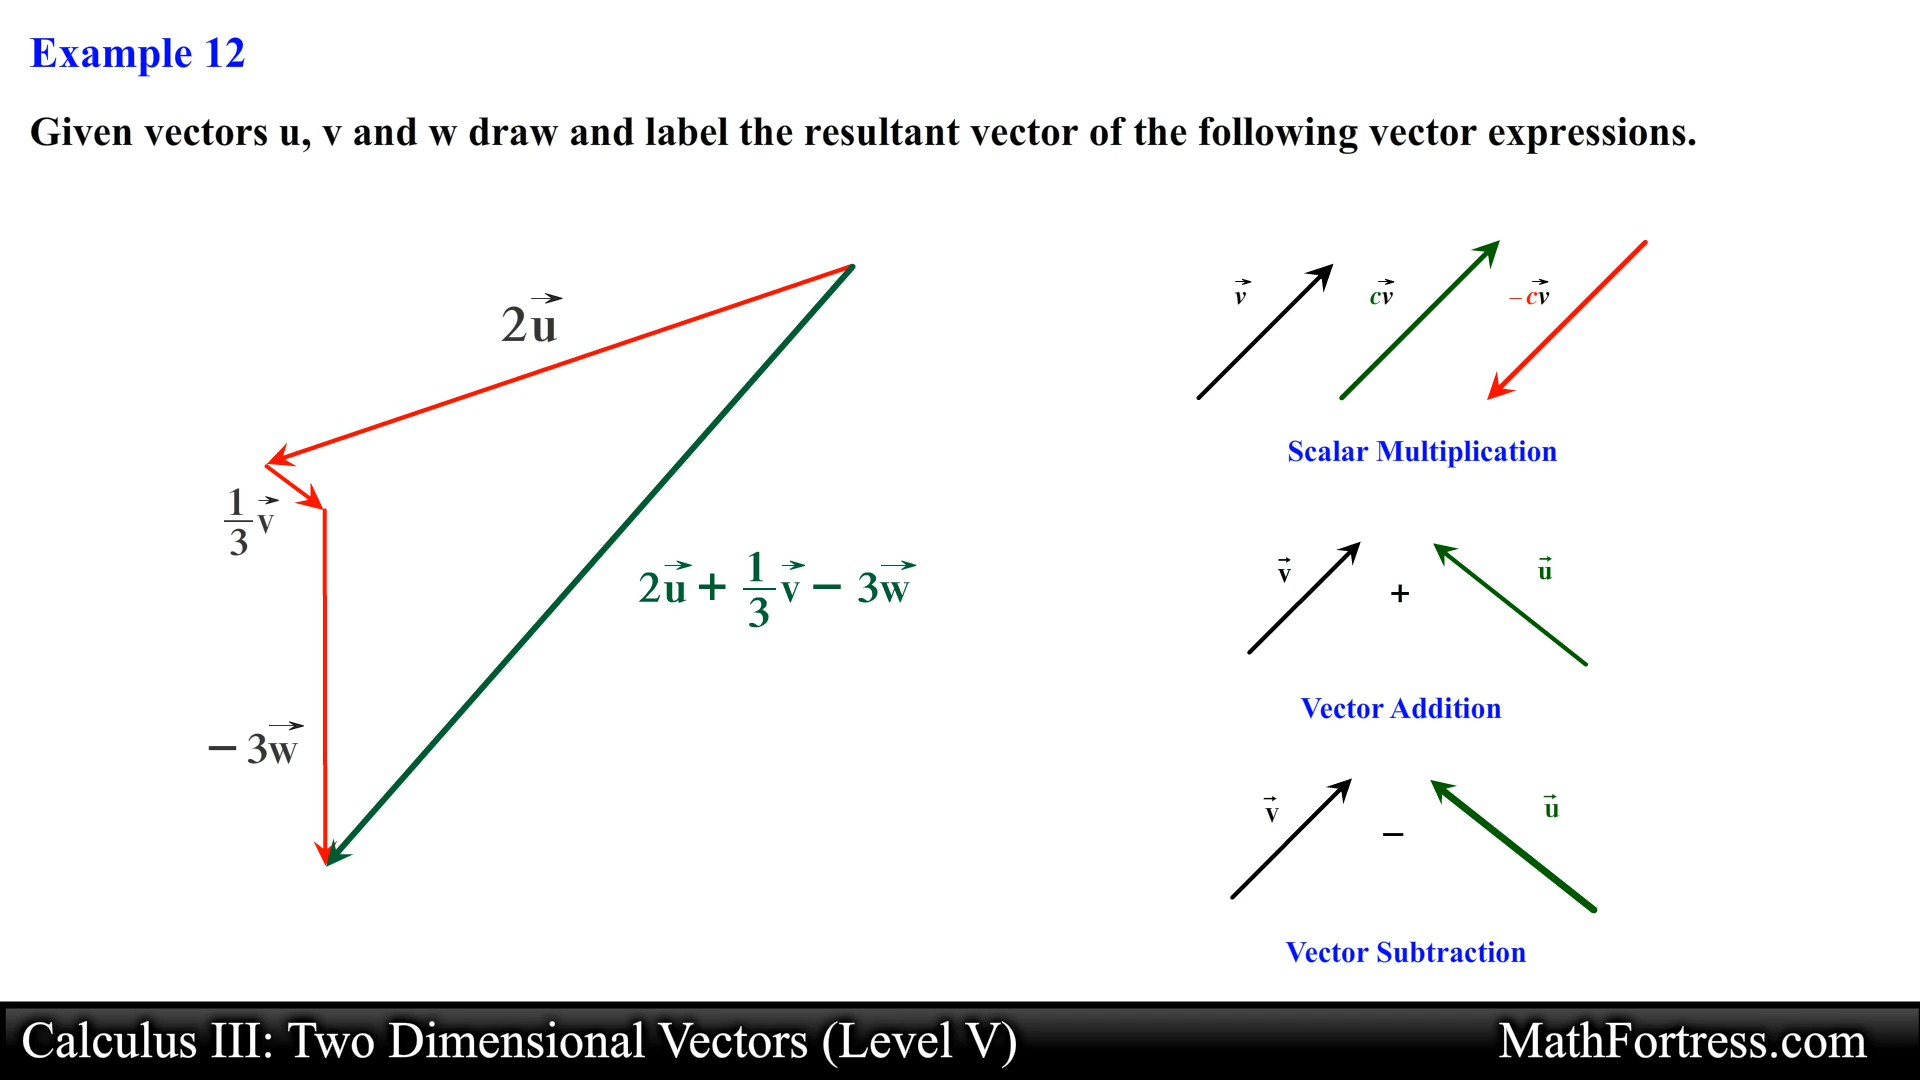 Example 12
Given vectors u, v and w draw and label the resultant vector of the following vector expressions.
2u⃗
1/3 v⃗
− 3w⃗
2u⃗ + 1/3 v⃗ − 3w⃗
v⃗
cv⃗
−cv⃗
Scalar Multiplication
v⃗
+
u⃗
Vector Addition
v⃗
−
u⃗
Vector Subtraction
Calculus III: Two Dimensional Vectors (Level V)
MathFortress.com